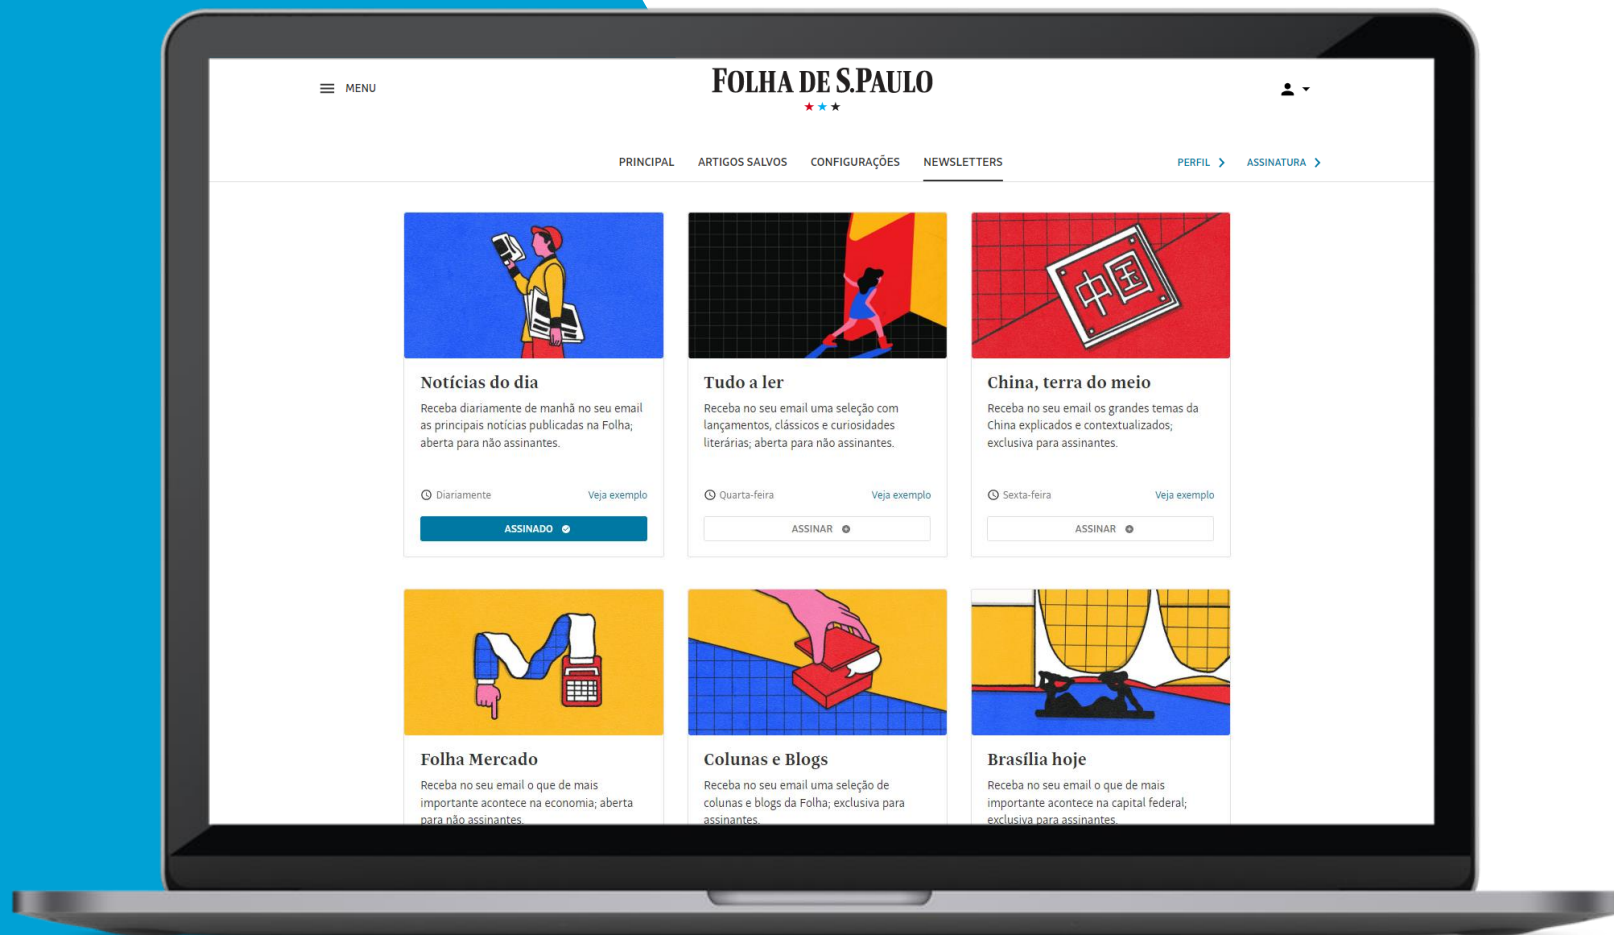 MENU
FOLHA DE S.PAULO
PRINCIPAL ARTIGOS SALVOS CONFIGURAÇÕES NEWSLETTERS PERFIL ASSINATURA
中国
Notícias do dia
Receba diariamente de manhã no seu email
as principais notícias publicadas na Folha;
aberta para não assinantes.
Diariamente Veja exemplo
ASSINADO
Tudo a ler
Receba no seu email uma seleção com
lançamentos, clássicos e curiosidades
literárias; aberta para não assinantes.
Quarta-feira Veja exemplo
ASSINAR
China, terra do meio
Receba no seu email os grandes temas da
China explicados e contextualizados;
exclusiva para assinantes.
Sexta-feira Veja exemplo
ASSINAR
Folha Mercado
Receba no seu email o que de mais
importante acontece na economia; aberta
para não assinantes.
Colunas e Blogs
Receba no seu email uma seleção de
colunas e blogs da Folha; exclusiva para
assinantes.
Brasília hoje
Receba no seu email o que de mais
importante acontece na capital federal;
exclusiva para assinantes.